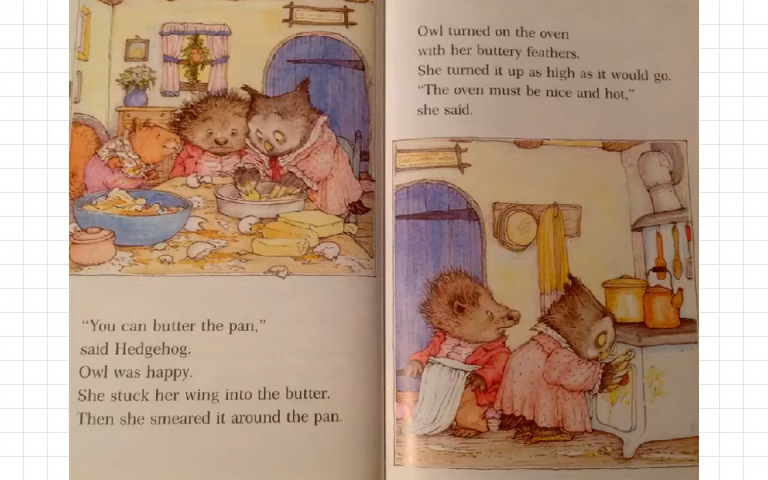 "You can butter the pan,"
said Hedgehog.
Owl was happy.
She stuck her wing into the butter.
Then she smeared it around the pan.
Owl turned on the oven
with her buttery feathers.
She turned it up as high as it would go.
"The oven must be nice and hot,"
she said.